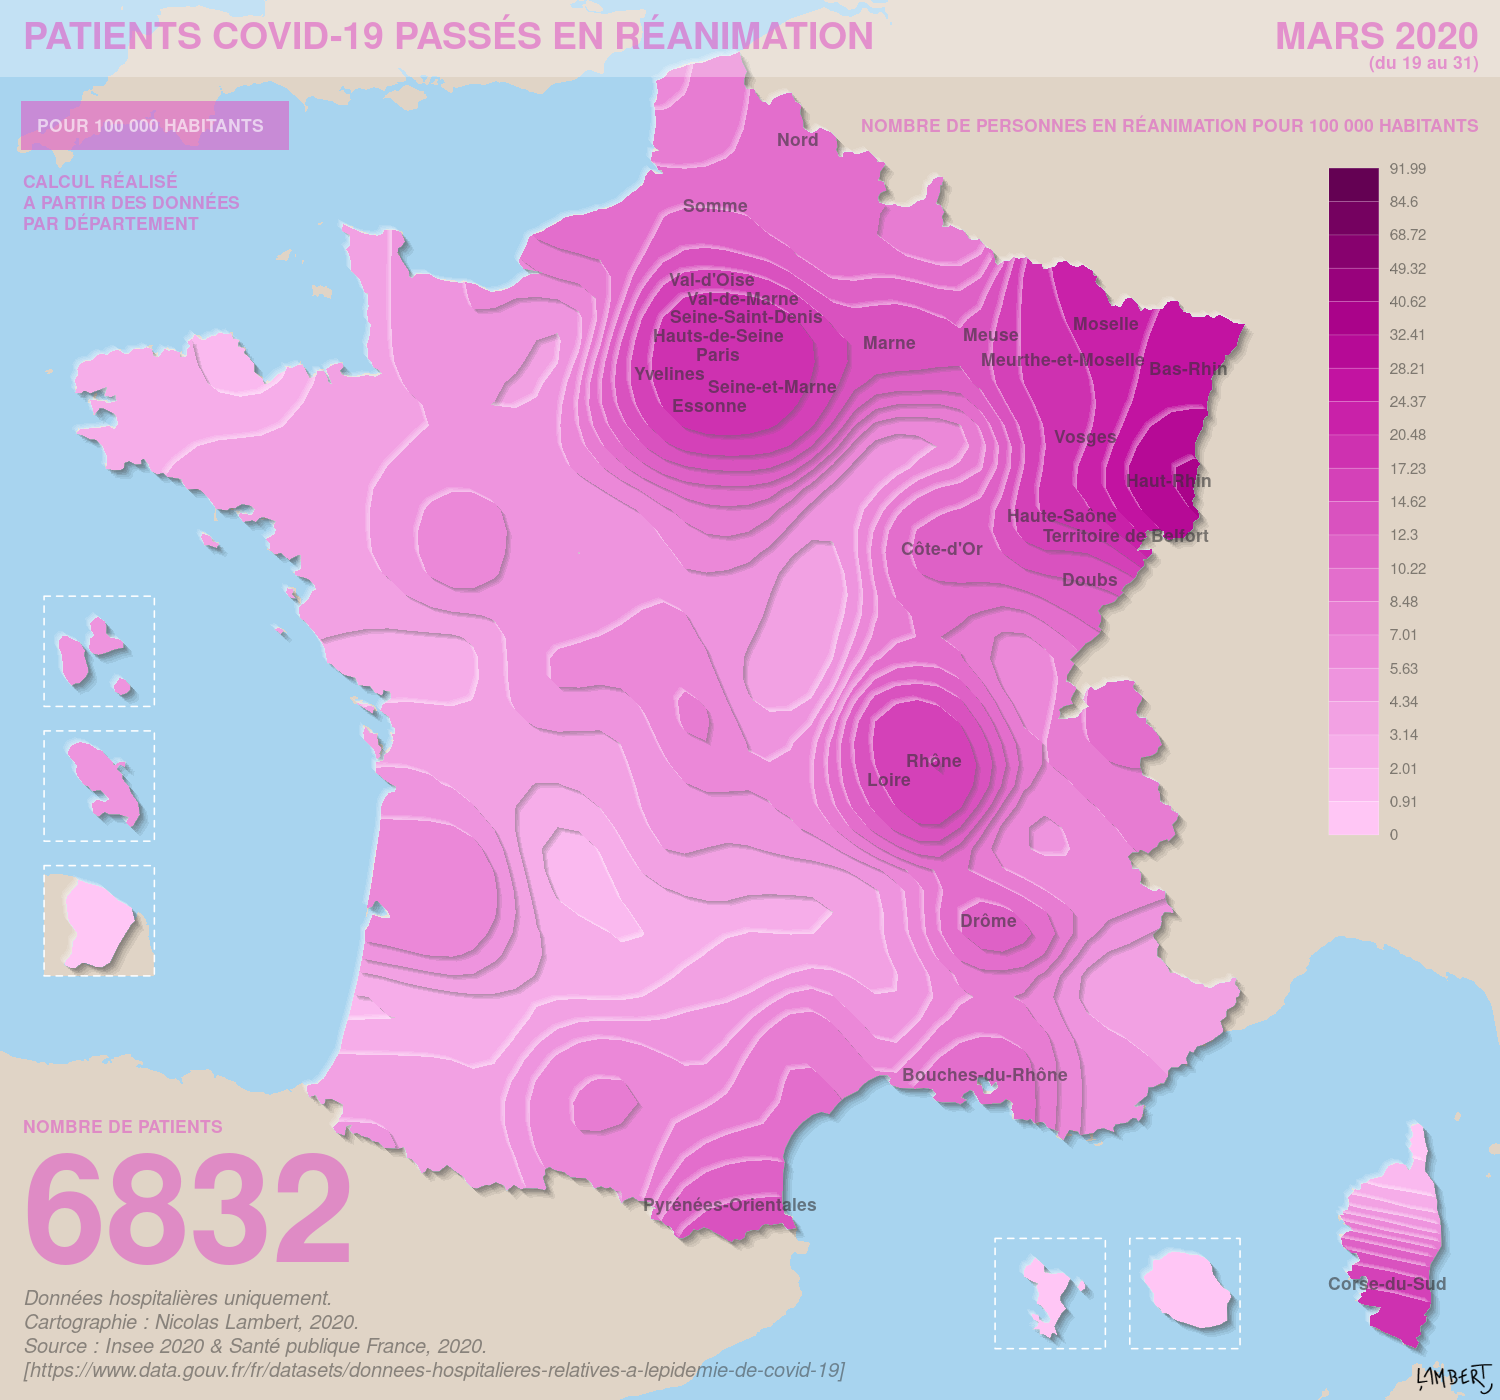 PATIENTS COVID-19 PASSÉS EN RÉANIMATION
MARS 2020
(du 19 au 31)
POUR 100 000 HABITANTS
CALCUL RÉALISÉ
A PARTIR DES DONNÉES
PAR DÉPARTEMENT
NOMBRE DE PERSONNES EN RÉANIMATION POUR 100 000 HABITANTS
91.99
84.6
68.72
49.32
40.62
32.41
28.21
24.37
20.48
17.23
14.62
12.3
10.22
8.48
7.01
5.63
4.34
3.14
2.01
0.91
0
Nord
Somme
Val-d'Oise
Val-de-Marne
Seine-Saint-Denis
Hauts-de-Seine
Paris
Yvelines
Seine-et-Marne
Essonne
Marne
Meuse
Moselle
Meurthe-et-Moselle
Bas-Rhin
Vosges
Haut-Rhin
Haute-Saône
Territoire de Belfort
Côte-d'Or
Doubs
Rhône
Loire
Drôme
Bouches-du-Rhône
Pyrénées-Orientales
Corse-du-Sud
NOMBRE DE PATIENTS
6832
Données hospitalières uniquement.
Cartographie : Nicolas Lambert, 2020.
Source : Insee 2020 & Santé publique France, 2020.
[https://www.data.gouv.fr/fr/datasets/donnees-hospitalieres-relatives-a-lepidemie-de-covid-19]
LAMBERT